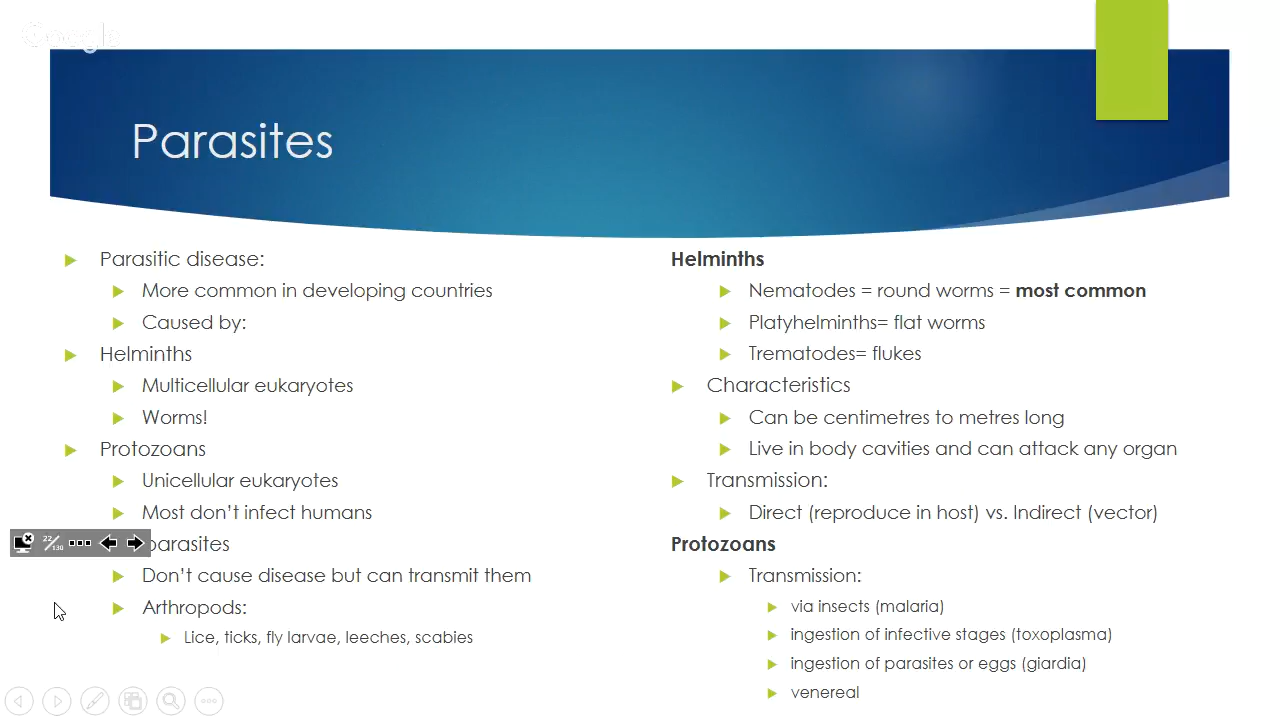 Google
Parasites
Parasitic disease:
More common in developing countries
Caused by:
Helminths
Multicellular eukaryotes
Worms!
Protozoans
Unicellular eukaryotes
Most don't infect humans
parasites
Don't cause disease but can transmit them
Arthropods:
Lice, ticks, fly larvae, leeches, scabies
22/130
Helminths
Nematodes = round worms = most common
Platyhelminths= flat worms
Trematodes= flukes
Characteristics
Can be centimetres to metres long
Live in body cavities and can attack any organ
Transmission:
Direct (reproduce in host) vs. Indirect (vector)
Protozoans
Transmission:
via insects (malaria)
ingestion of infective stages (toxoplasma)
ingestion of parasites or eggs (giardia)
venereal